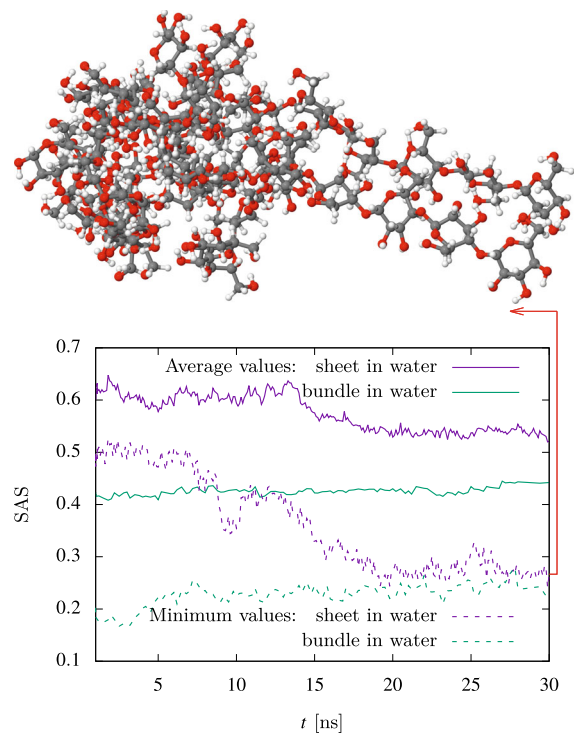 0.7
0.6
0.5
0.4
0.3
0.2
0.1
SAS
Average values: sheet in water
bundle in water
Minimum values: sheet in water
bundle in water
5 10 15 20 25 30
t [ns]